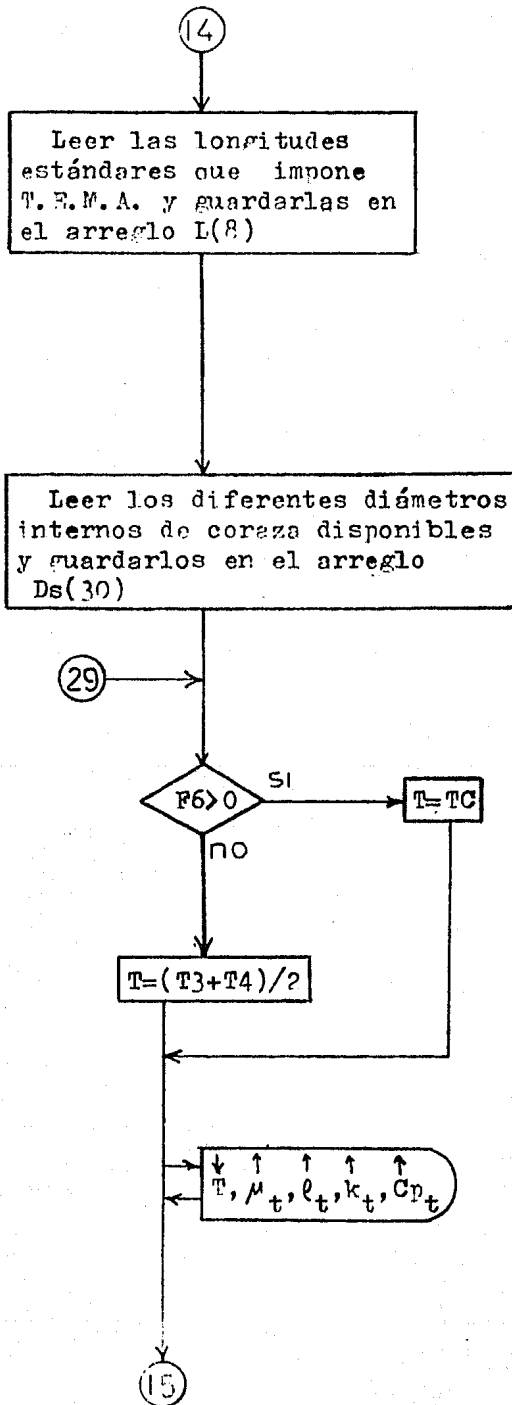 14
Leer las longitudes
estándares que impone
T.E.M.A. y guardarlas en
el arreglo L(8)
Leer los diferentes diámetros
internos de coraza disponibles
y guardarlos en el arreglo
Ds(30)
29
F6>0
SI
T=TC
no
T=(T3+T4)/2
↓ ↑ ↑ ↑ ↑
T, μt, ρt, kt, Cpt
15